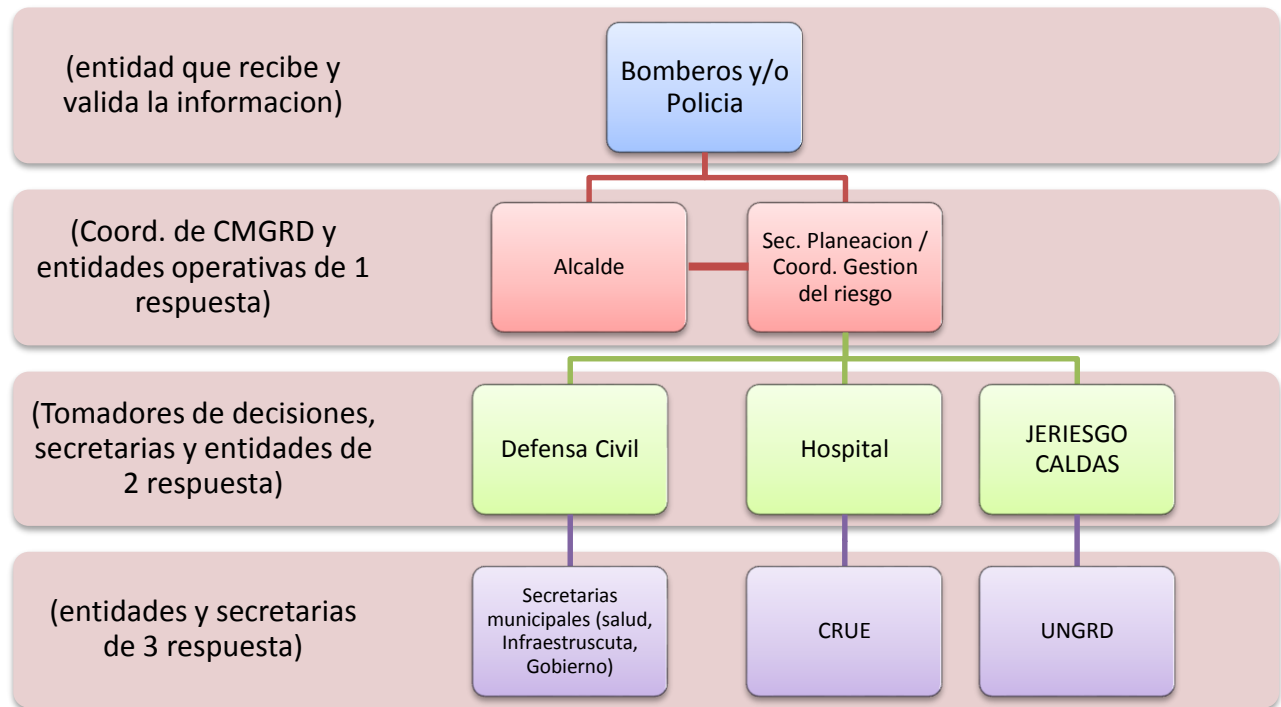 (entidad que recibe y
valida la informacion)
Bomberos y/o
Policia
(Coord. de CMGRD y
entidades operativas de 1
respuesta)
Alcalde
Sec. Planeacion /
Coord. Gestion
del riesgo
(Tomadores de decisiones,
secretarias y entidades de
2 respuesta)
Defensa Civil
Hospital
JERIESGO
CALDAS
(entidades y secretarias
de 3 respuesta)
Secretarias
municipales (salud,
Infraestruscuta,
Gobierno)
CRUE
UNGRD